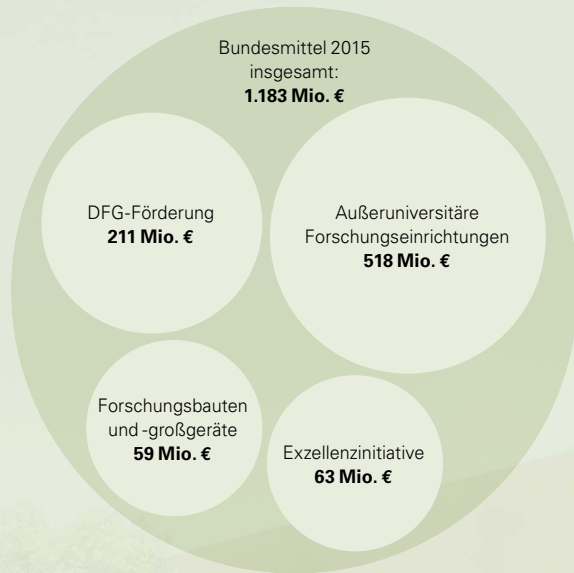 Bundesmittel 2015
insgesamt:
1.183 Mio. €
DFG-Förderung
211 Mio. €
Außeruniversitäre
Forschungseinrichtungen
518 Mio. €
Forschungsbauten
und -großgeräte
59 Mio. €
Exzellenzinitiative
63 Mio. €